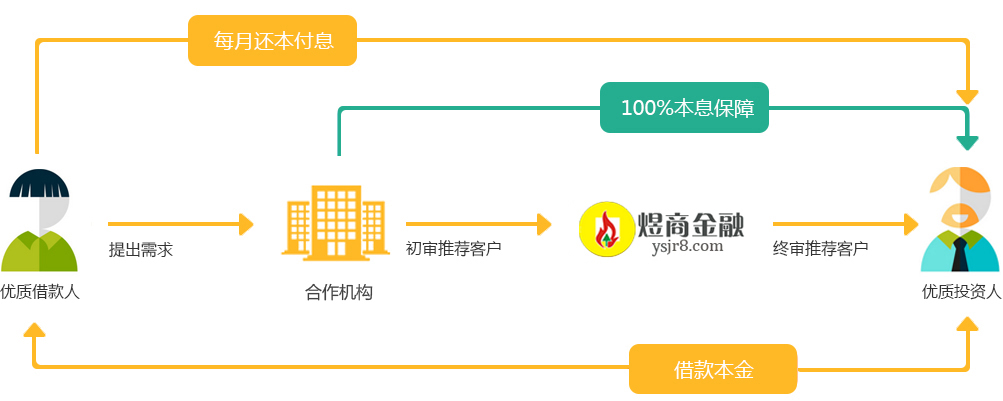 每月还本付息
100%本息保障
提出需求
初审推荐客户
煜商金融
ysjr8.com
终审推荐客户
优质借款人
合作机构
优质投资人
借款本金